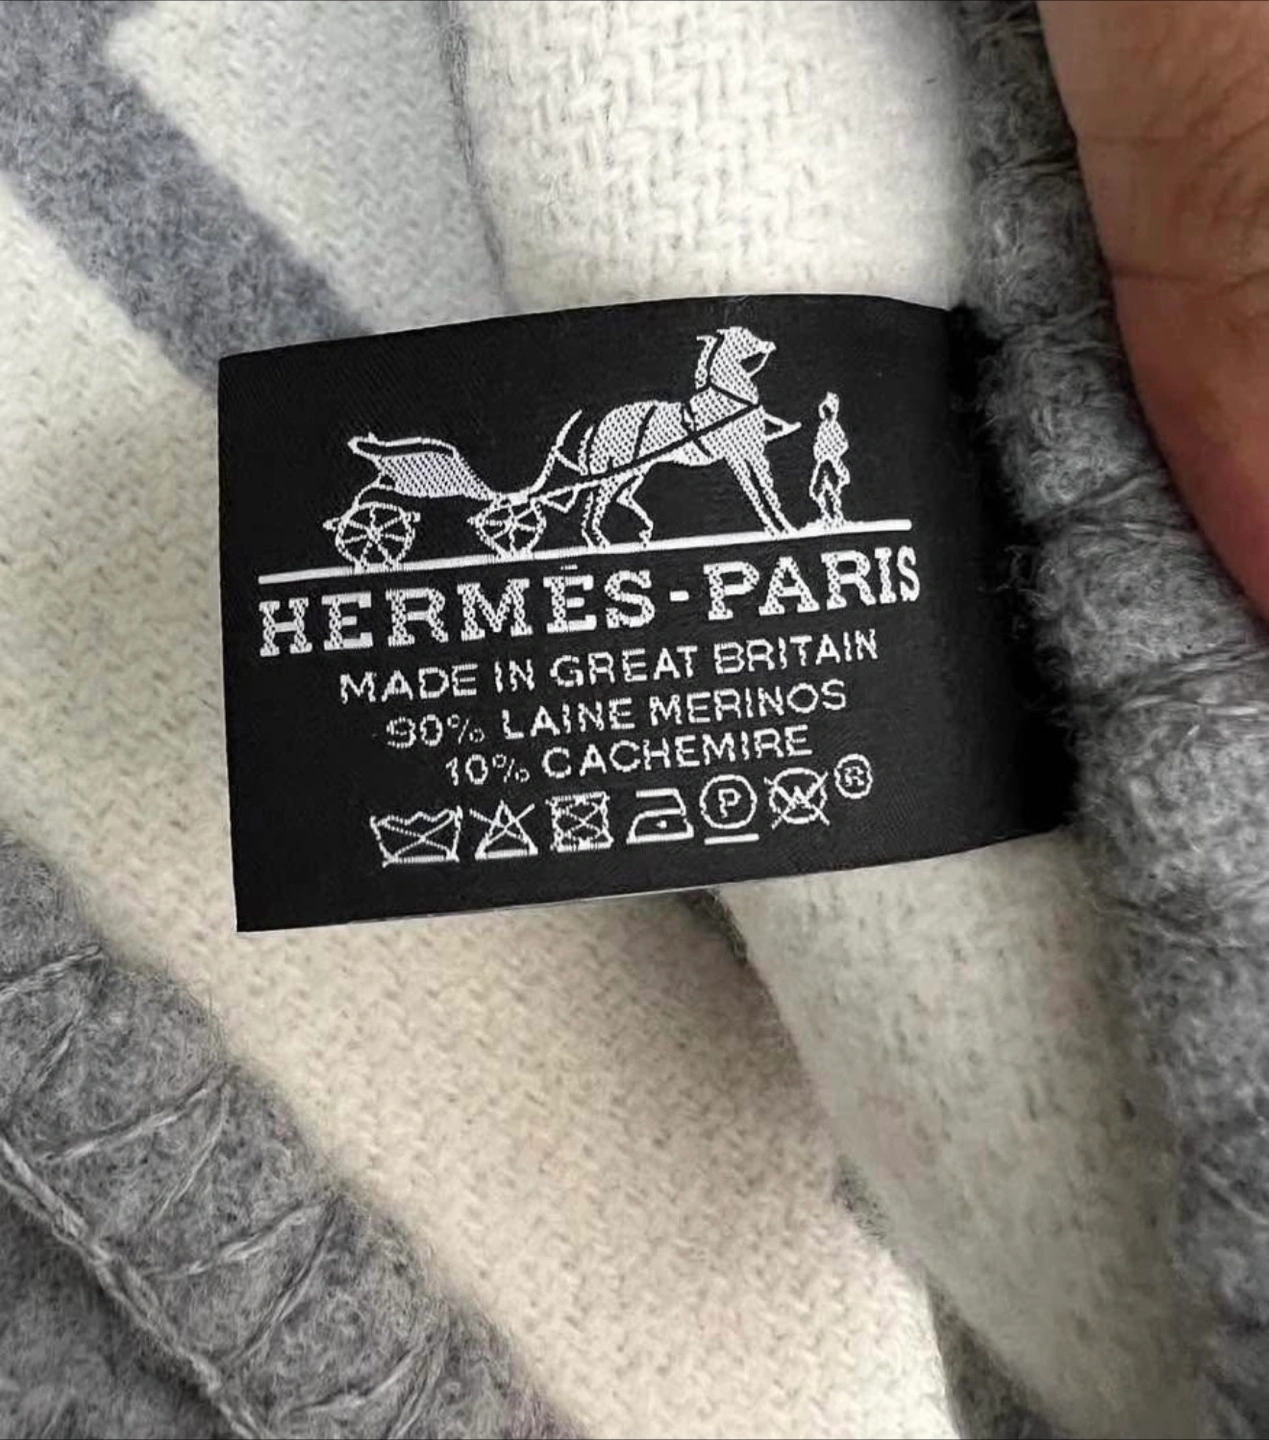 HERMÈS-PARIS
MADE IN GREAT BRITAIN
90% LAINE MERINOS
10% CACHEMIRE
P W ®